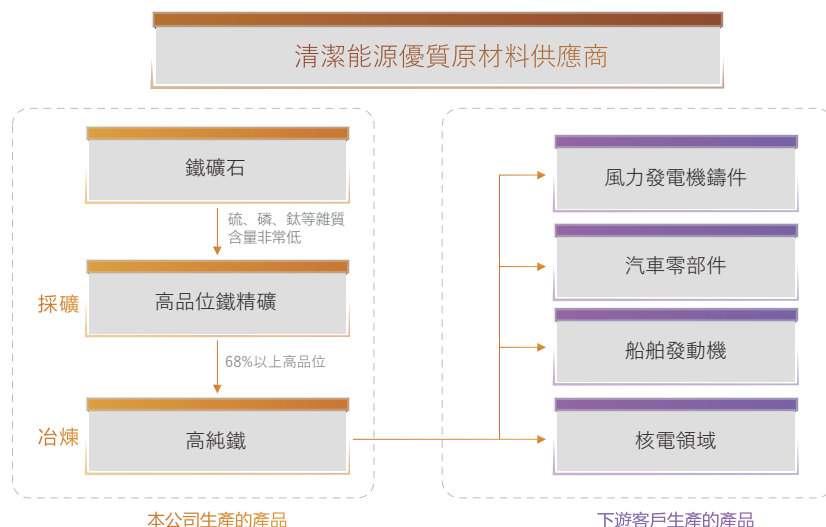 清潔能源優質原材料供應商
鐵礦石
硫、磷、鈦等雜質
含量非常低
採礦
高品位鐵精礦
68%以上高品位
冶煉
高純鐵
本公司生產的產品
風力發電機鑄件
汽車零部件
船舶發動機
核電領域
下遊客戶生產的產品